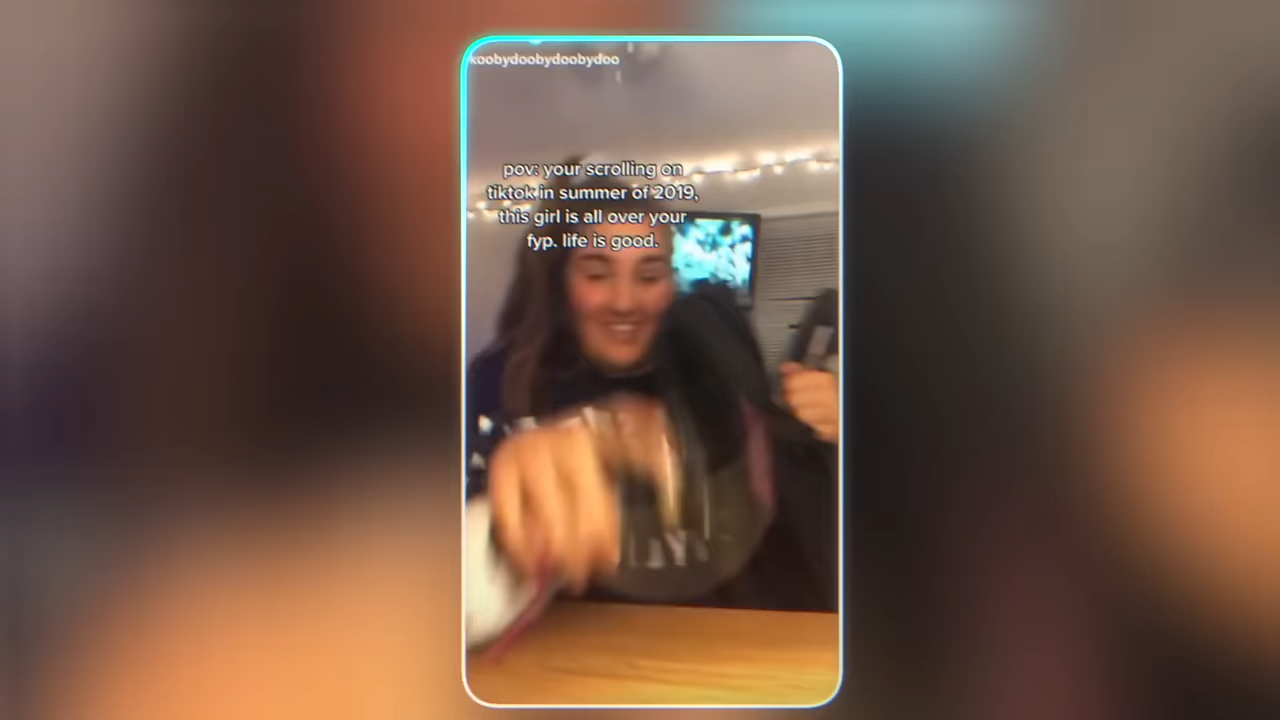 koobydoobydoobydoo
pov: your scrolling on
tiktok in summer of 2019,
this girl is all over your
fyp. life is good.